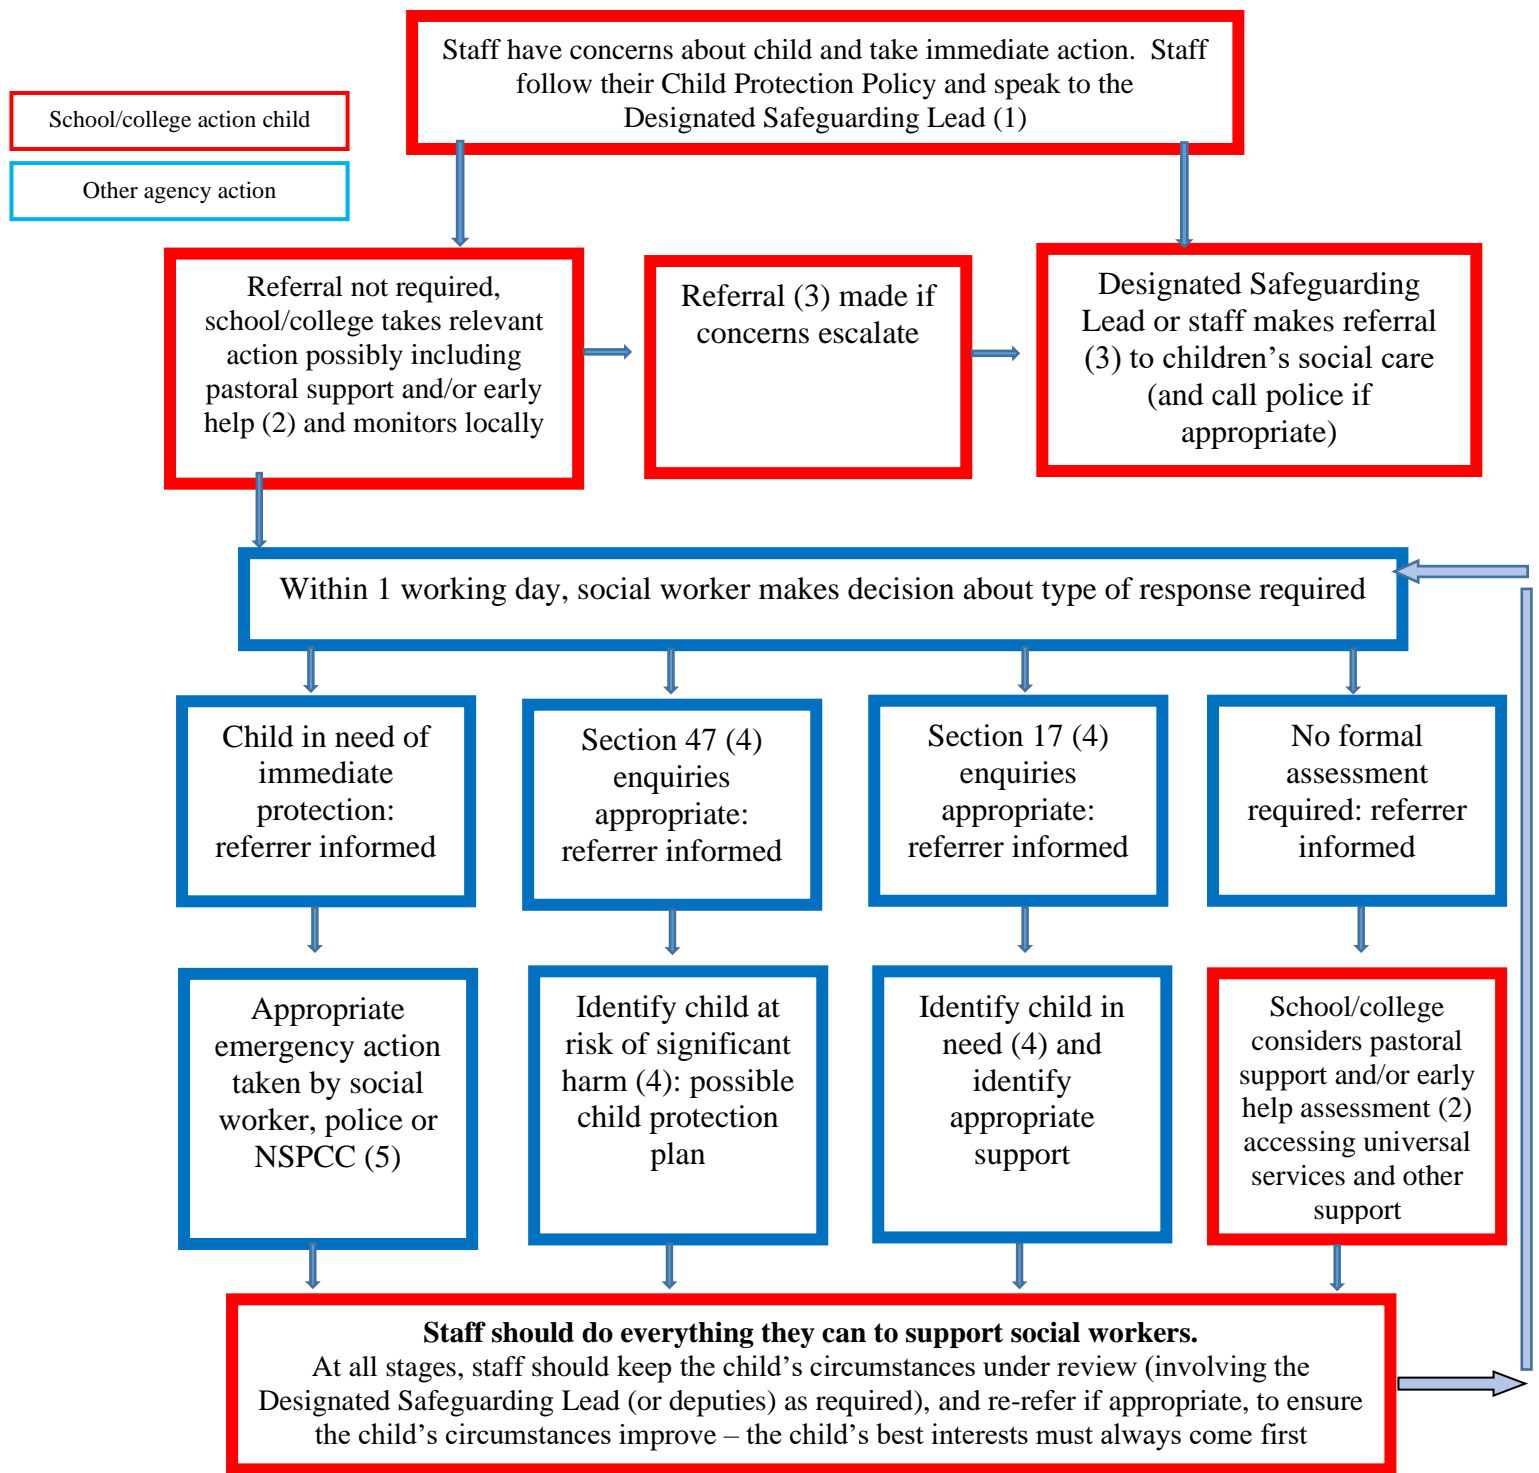 Staff have concerns about child and take immediate action.  Staff
follow their Child Protection Policy and speak to the
Designated Safeguarding Lead (1)
School/college action child
Other agency action
Referral not required,
school/college takes relevant
action possibly including
pastoral support and/or early
help (2) and monitors locally
Referral (3) made if
concerns escalate
Designated Safeguarding
Lead or staff makes referral
(3) to children’s social care
(and call police if
appropriate)
Within 1 working day, social worker makes decision about type of response required
Child in need of
immediate
protection:
referrer informed
Section 47 (4)
enquiries
appropriate:
referrer informed
Section 17 (4)
enquiries
appropriate:
referrer informed
No formal
assessment
required: referrer
informed
Appropriate
emergency action
taken by social
worker, police or
NSPCC (5)
Identify child at
risk of significant
harm (4): possible
child protection
plan
Identify child in
need (4) and
identify
appropriate
support
School/college
considers pastoral
support and/or early
help assessment (2)
accessing universal
services and other
support
Staff should do everything they can to support social workers.
At all stages, staff should keep the child’s circumstances under review (involving the
Designated Safeguarding Lead (or deputies) as required), and re-refer if appropriate, to ensure
the child’s circumstances improve – the child’s best interests must always come first